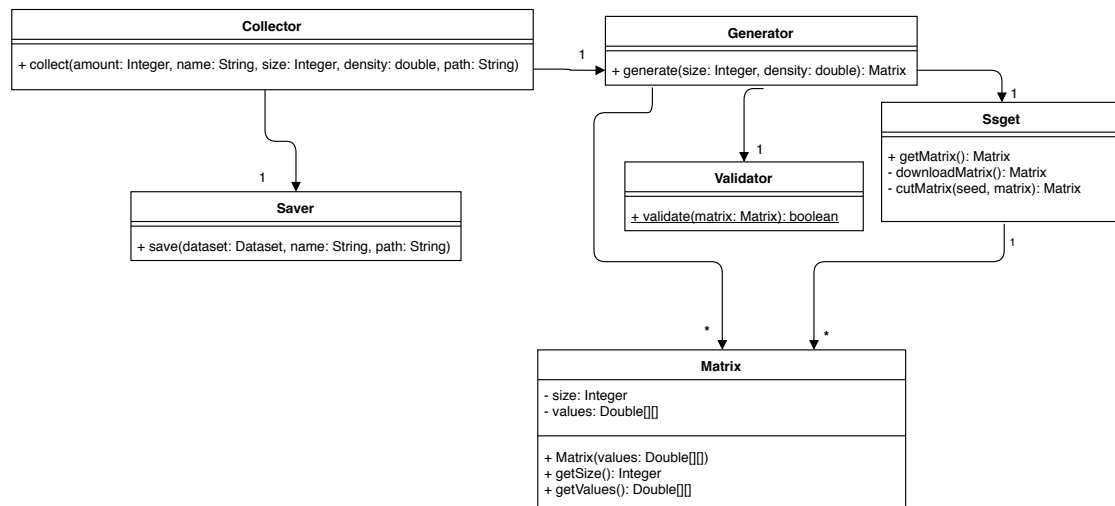 Collector
+ collect(amount: Integer, name: String, size: Integer, density: double, path: String)
1
Generator
+ generate(size: Integer, density: double): Matrix
1
Ssget
+ getMatrix(): Matrix
- downloadMatrix(): Matrix
- cutMatrix(seed, matrix): Matrix
1
1
Validator
+ validate(matrix: Matrix): boolean
1
Saver
+ save(dataset: Dataset, name: String, path: String)
*
*
Matrix
- size: Integer
- values: Double[][]
+ Matrix(values: Double[][])
+ getSize(): Integer
+ getValues(): Double[][]